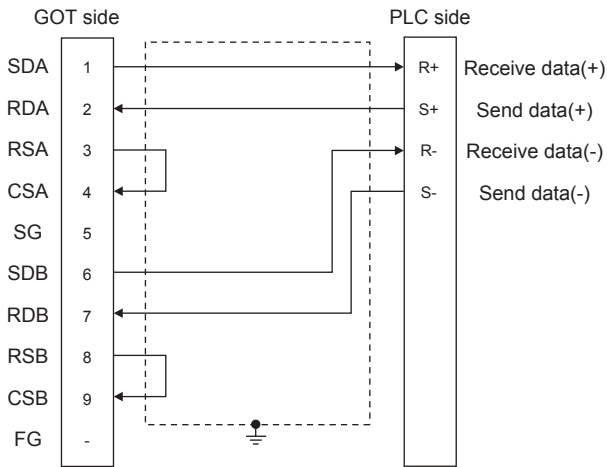 GOT side PLC side
SDA 1 R+ Receive data(+)
RDA 2 S+ Send data(+)
RSA 3 R- Receive data(-)
CSA 4 S- Send data(-)
SG 5
SDB 6
RDB 7
RSB 8
CSB 9
FG -